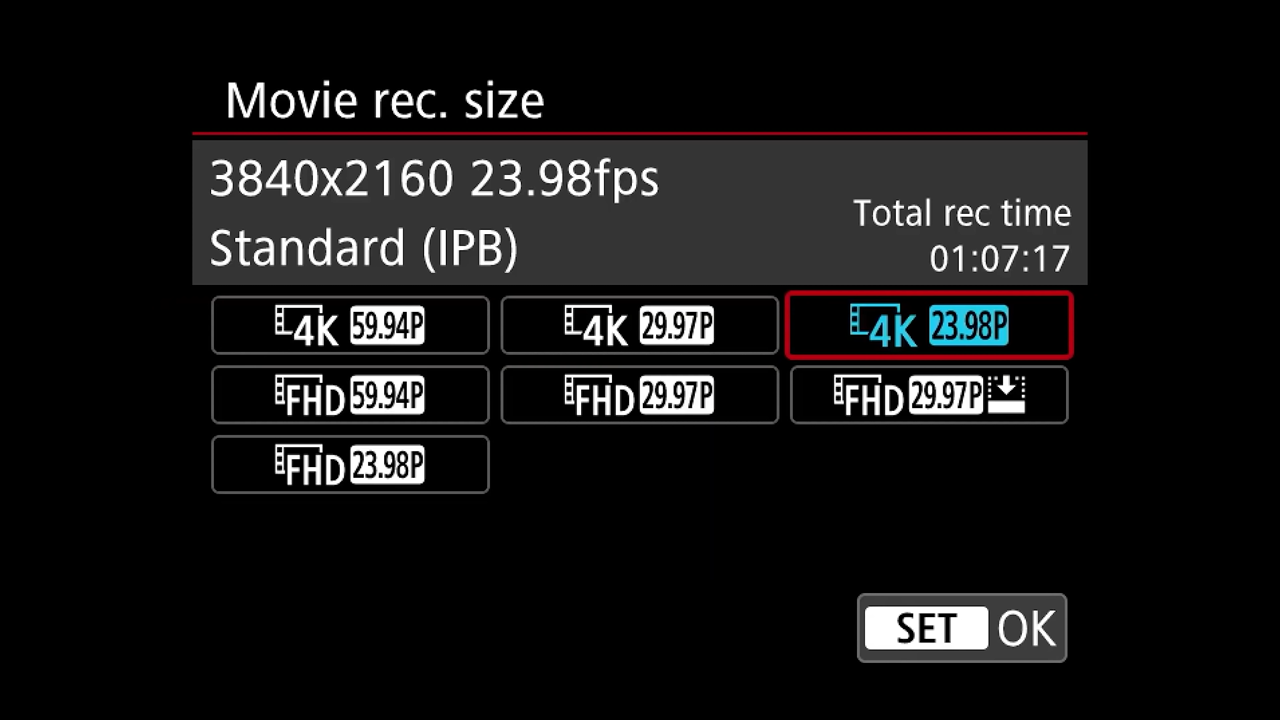 Movie rec. size
3840x2160 23.98fps
Standard (IPB)
Total rec time
01:07:17
4K 59.94P
4K 29.97P
4K 23.98P
FHD 59.94P
FHD 29.97P
FHD 29.97P
FHD 23.98P
SET OK